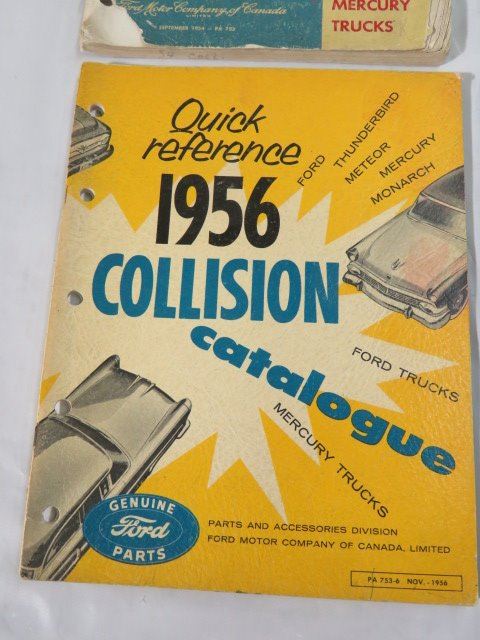 Ford Motor Company of Canada
LIMITED
SEPTEMBER 1954 - PA 753
MERCURY
TRUCKS
Quick
reference
1956
COLLISION
catalogue
FORD THUNDERBIRD
METEOR MERCURY
MONARCH
FORD TRUCKS
MERCURY TRUCKS
GENUINE
Ford
PARTS
PARTS AND ACCESSORIES DIVISION
FORD MOTOR COMPANY OF CANADA, LIMITED
PA 753-6 NOV. - 1956